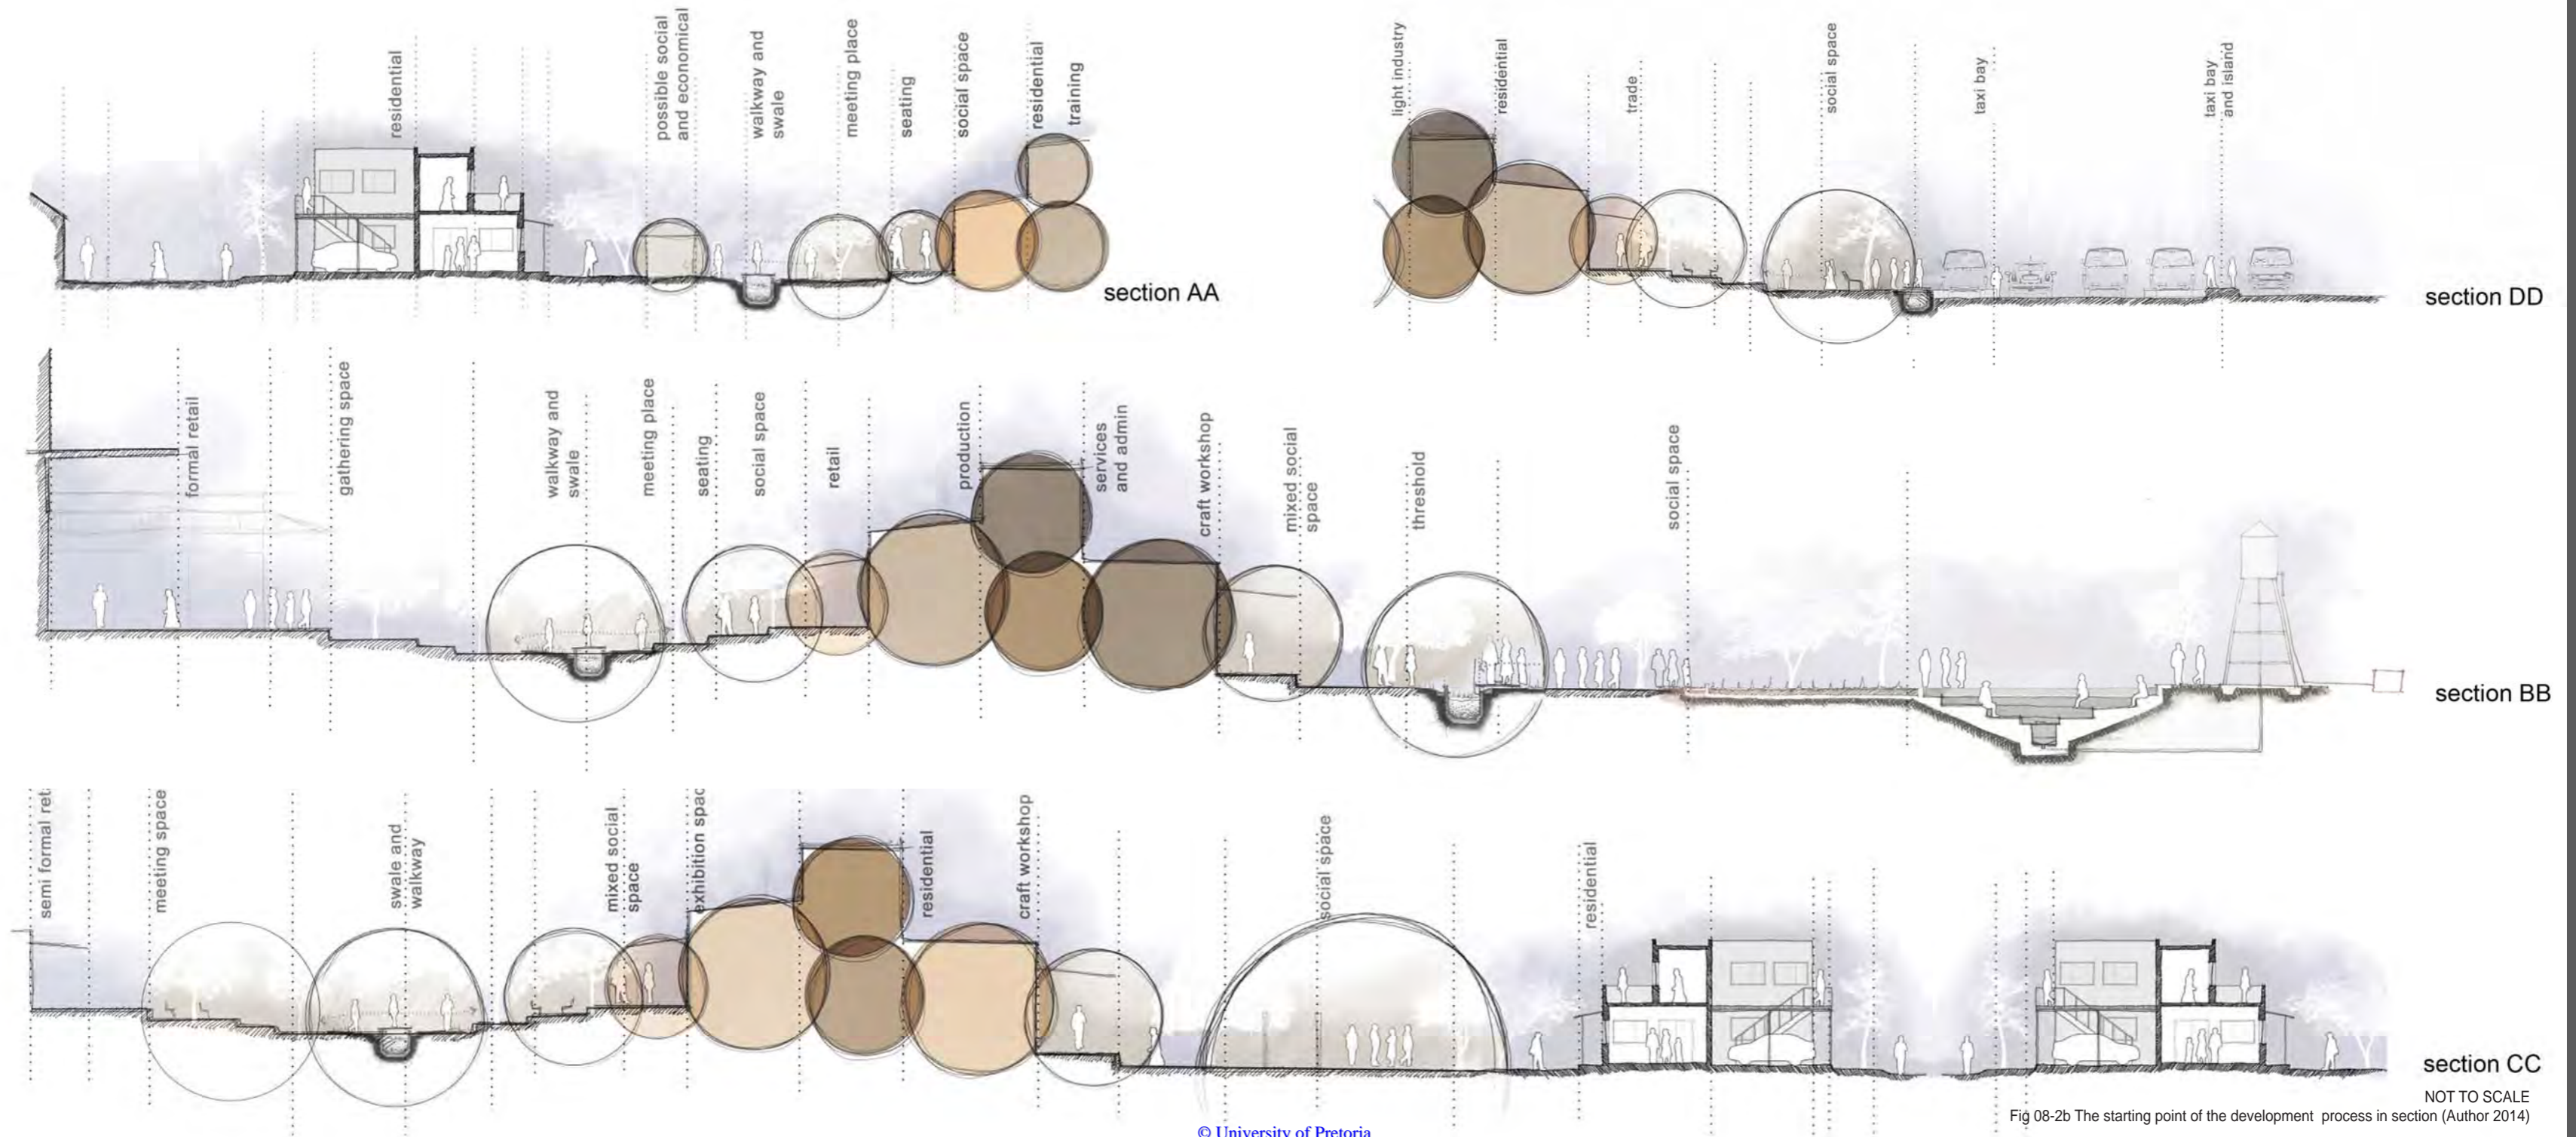 residential
possible social
and economical
walkway and
swale
meeting place
seating
social space
residential
training
section AA
light industry
residential
trade
social space
taxi bay
taxi bay
and island
section DD
formal retail
gathering space
walkway and
swale
meeting place
seating
social space
retail
production
services
and admin
craft workshop
mixed social
space
threshold
social space
section BB
semi formal ret
meeting space
swale and
walkway
mixed social
space
exhibition spac
residential
craft workshop
social space
residential
section CC
NOT TO SCALE
Fig 08-2b The starting point of the development process in section (Author 2014)
© University of Pretoria